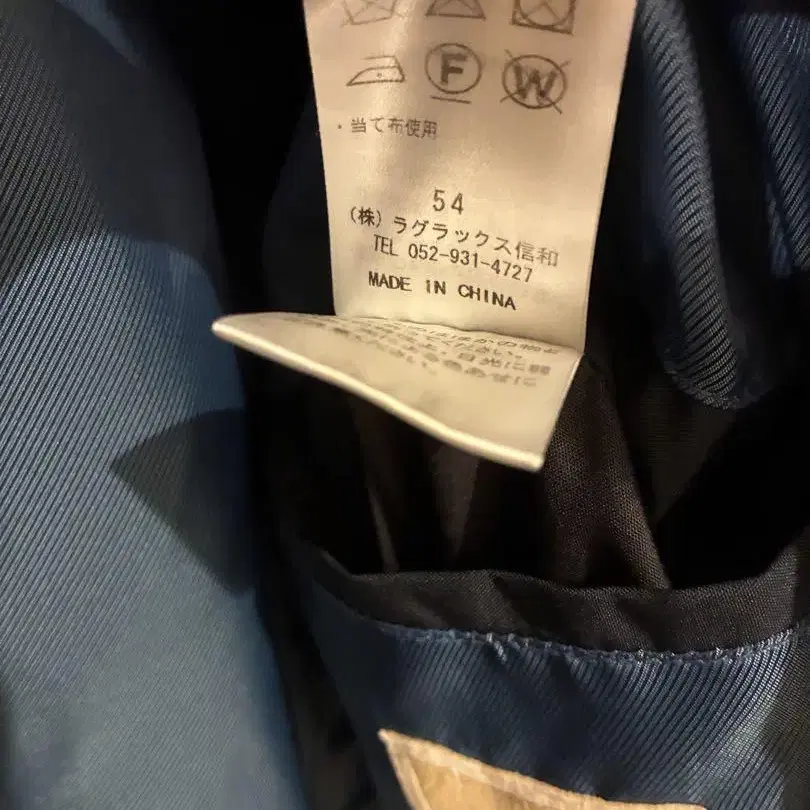 F W
・当て布使用
54
(株) ラグラックス信和
TEL 052-931-4727
MADE IN CHINA